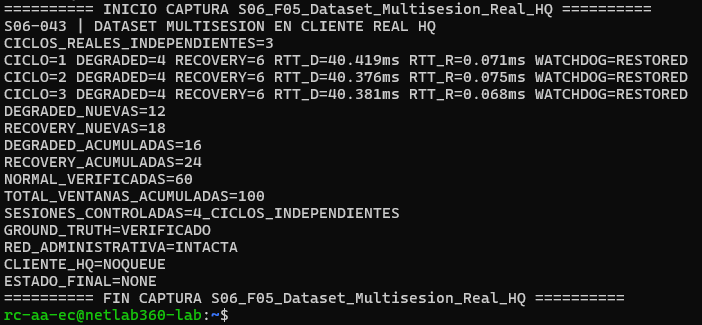 ========== INICIO CAPTURA S06_F05_Dataset_Multisesion_Real_HQ ==========
S06-043 | DATASET MULTISESION EN CLIENTE REAL HQ
CICLOS_REALES_INDEPENDIENTES=3
CICLO=1 DEGRADED=4 RECOVERY=6 RTT_D=40.419ms RTT_R=0.071ms WATCHDOG=RESTORED
CICLO=2 DEGRADED=4 RECOVERY=6 RTT_D=40.376ms RTT_R=0.075ms WATCHDOG=RESTORED
CICLO=3 DEGRADED=4 RECOVERY=6 RTT_D=40.381ms RTT_R=0.068ms WATCHDOG=RESTORED
DEGRADED_NUEVAS=12
RECOVERY_NUEVAS=18
DEGRADED_ACUMULADAS=16
RECOVERY_ACUMULADAS=24
NORMAL_VERIFICADAS=60
TOTAL_VENTANAS_ACUMULADAS=100
SESIONES_CONTROLADAS=4_CICLOS_INDEPENDIENTES
GROUND_TRUTH=VERIFICADO
RED_ADMINISTRATIVA=INTACTA
CLIENTE_HQ=NOQUEUE
ESTADO_FINAL=NONE
========== FIN CAPTURA S06_F05_Dataset_Multisesion_Real_HQ ==========
rc-aa-ec@netlab360-lab:~$